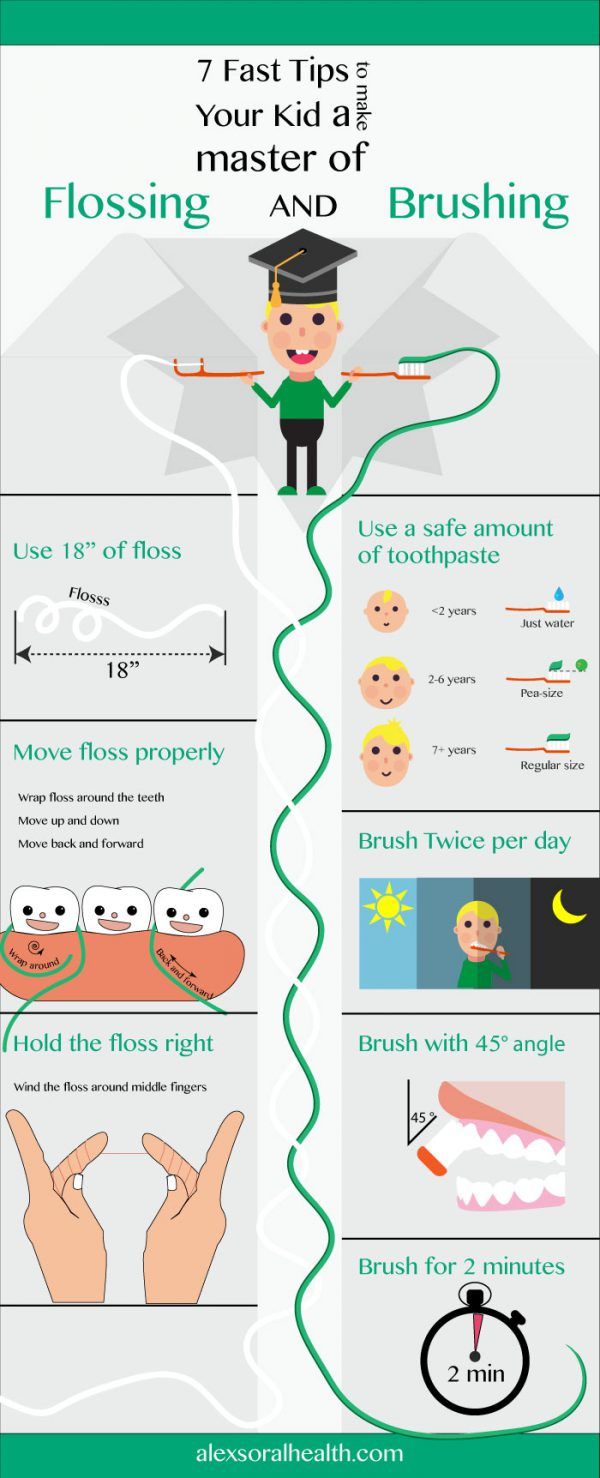 7 Fast Tips
to make
Your Kid a
master of
Flossing
AND
Brushing
Use 18” of floss
Flosss
18”
Move floss properly
Wrap floss around the teeth
Move up and down
Move back and forward
Wrap around
Back and forward
Hold the floss right
Wind the floss around middle fingers
Use a safe amount
of toothpaste
<2 years
Just water
2-6 years
Pea-size
7+ years
Regular size
Brush Twice per day
Brush with 45° angle
45 °
Brush for 2 minutes
2 min
alexsoralhealth.com